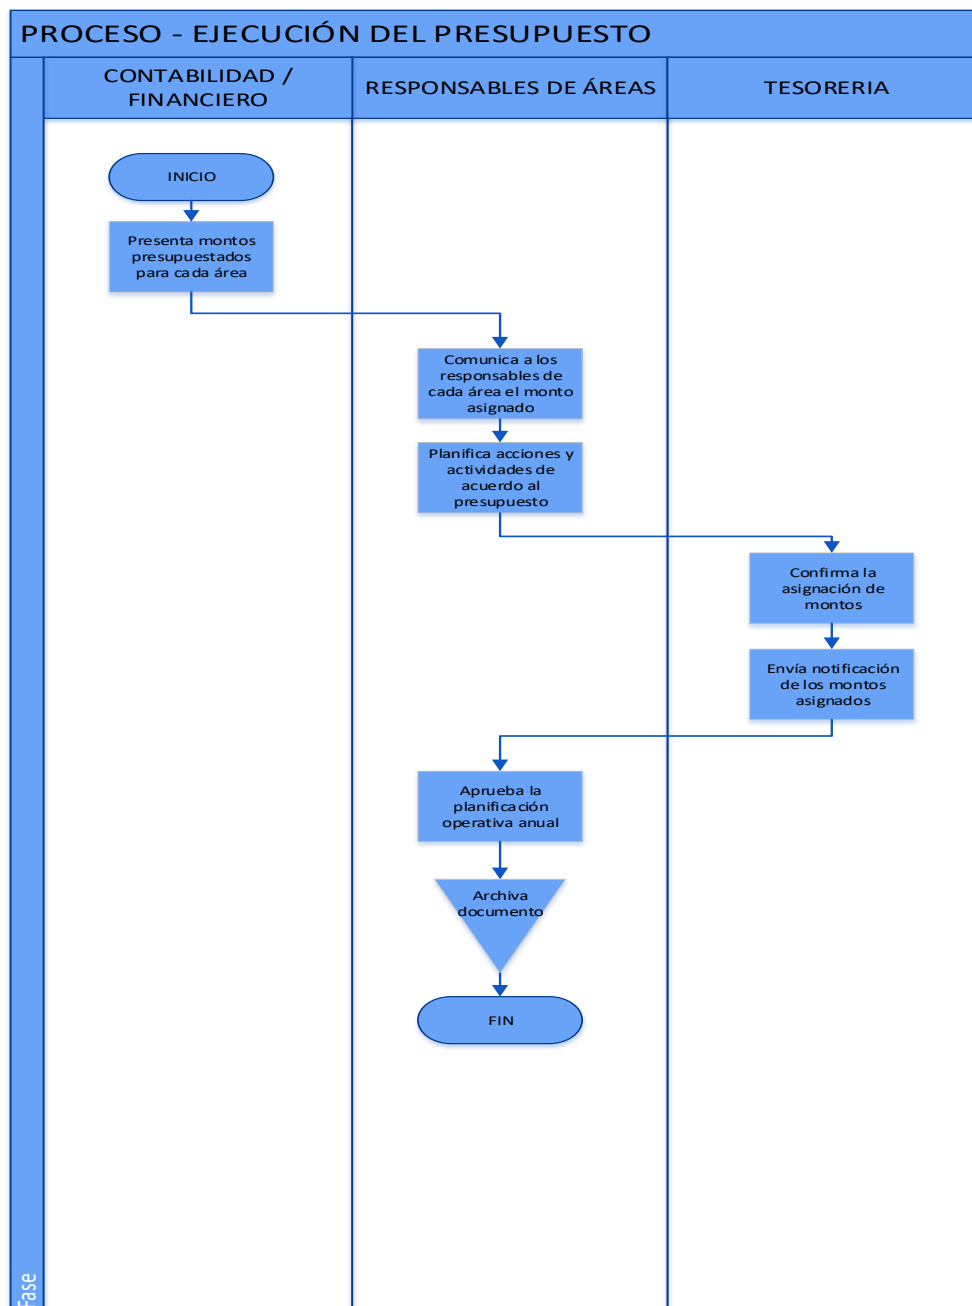 PROCESO - EJECUCIÓN DEL PRESUPUESTO
CONTABILIDAD /
FINANCIERO
RESPONSABLES DE ÁREAS
TESORERIA
INICIO
Presenta montos
presupuestados
para cada área
Comunica a los
responsables de
cada área el monto
asignado
Planifica acciones y
actividades de
acuerdo al
presupuesto
Confirma la
asignación de
montos
Envía notificación
de los montos
asignados
Aprueba la
planificación
operativa anual
Archiva
documento
FIN
Fase